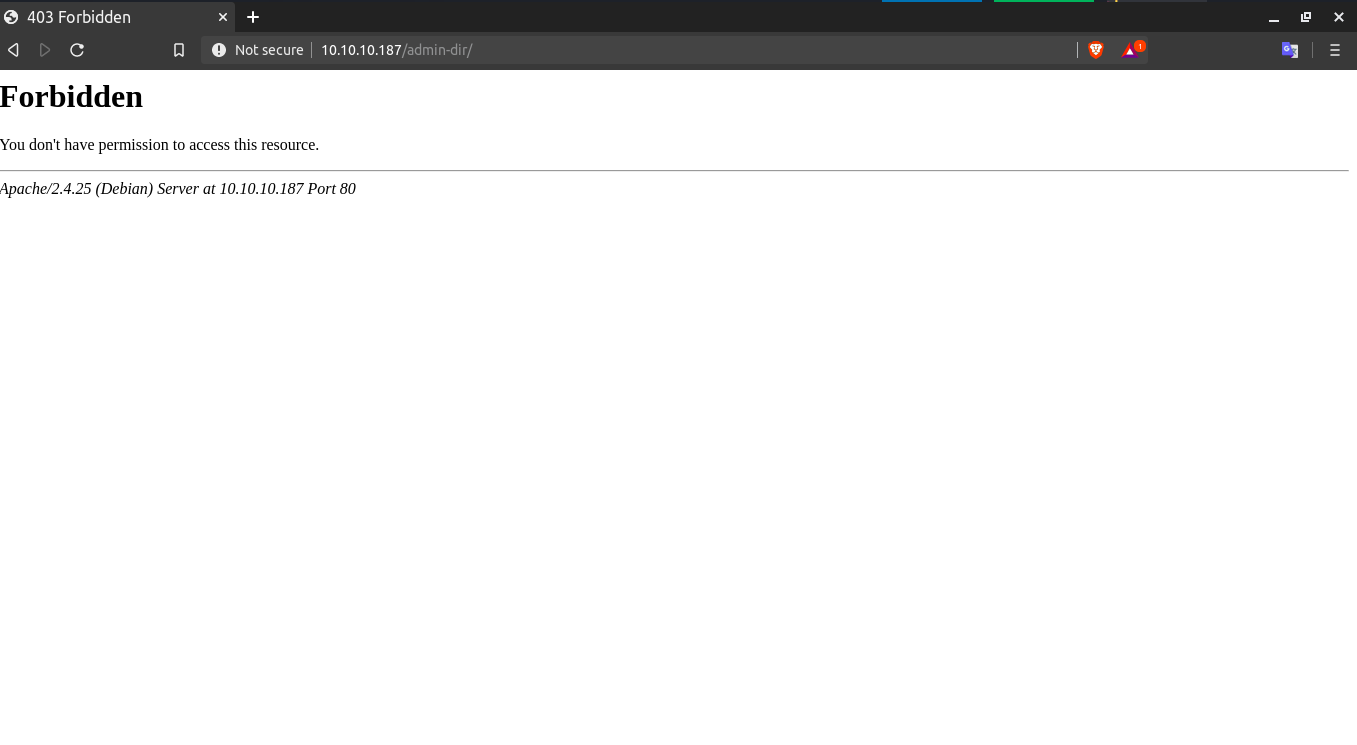 403 Forbidden
Not secure 10.10.10.187/admin-dir/
1
G
Forbidden
You don't have permission to access this resource.
Apache/2.4.25 (Debian) Server at 10.10.10.187 Port 80